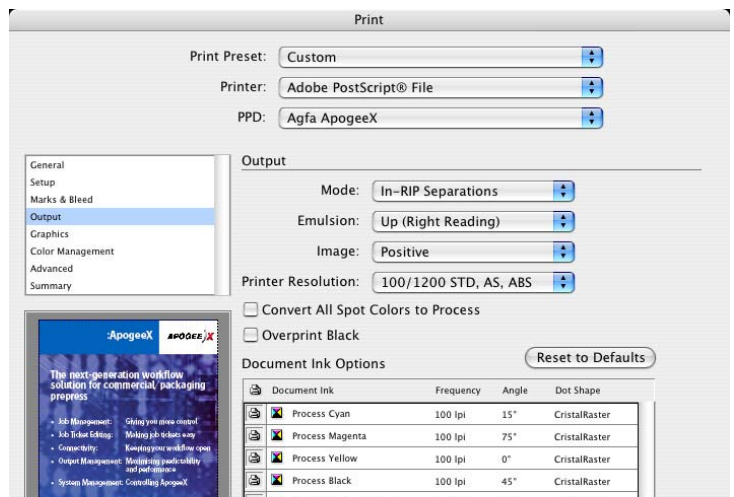 Print
Print Preset: Custom
Printer: Adobe PostScript® File
PPD: Agfa ApogeeX
General
Setup
Marks & Bleed
Output
Graphics
Color Management
Advanced
Summary
Output
Mode: In-RIP Separations
Emulsion: Up (Right Reading)
Image: Positive
Printer Resolution: 100/1200 STD, AS, ABS
Convert All Spot Colors to Process
Overprint Black
Document Ink Options
Reset to Defaults
Document Ink Frequency Angle Dot Shape
Process Cyan 100 lpi 15° CristalRaster
Process Magenta 100 lpi 75° CristalRaster
Process Yellow 100 lpi 0° CristalRaster
Process Black 100 lpi 45° CristalRaster
:ApogeeX APOGEE X
The next-generation workflow
solution for commercial/packaging
prepress
• Job Management: Giving you more control
• Job Ticket Editing: Making job tickets easy
• Connectivity: Keeping your workflow open
• Output Management: Maximising predictability
and performance
• System Management: Controlling ApogeeX